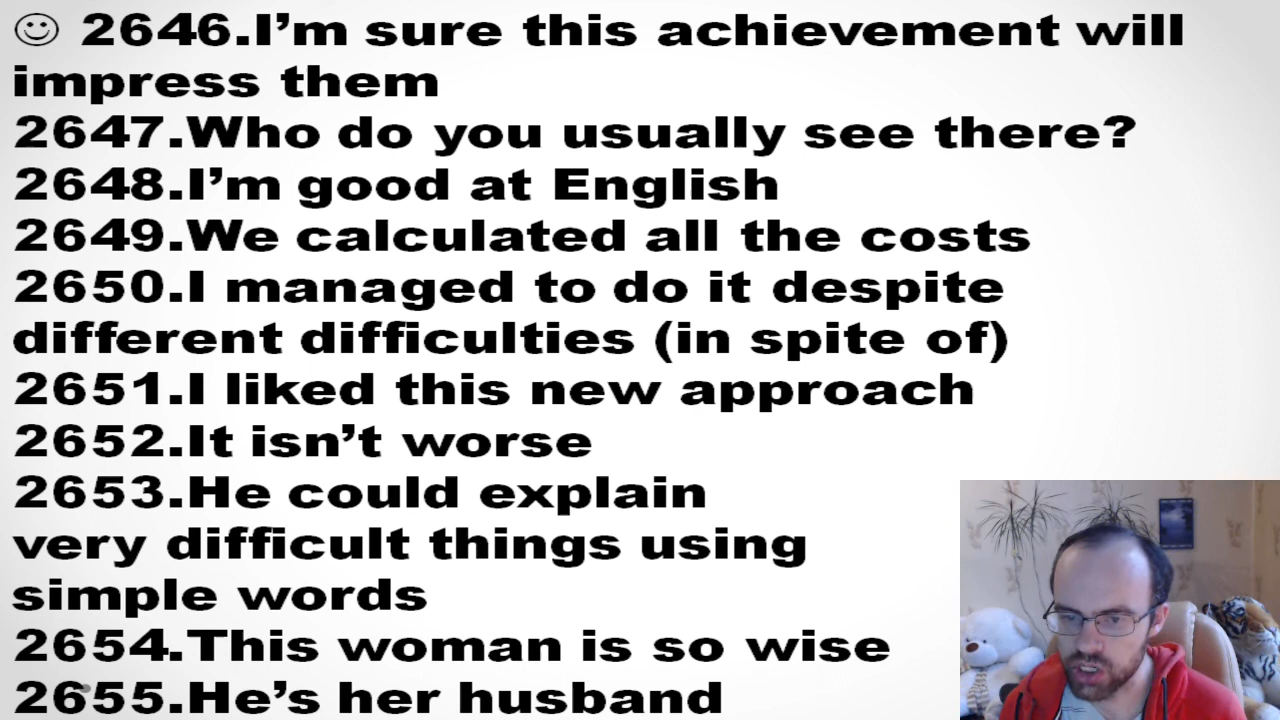 ☺ 2646.I’m sure this achievement will
impress them
2647.Who do you usually see there?
2648.I’m good at English
2649.We calculated all the costs
2650.I managed to do it despite
different difficulties (in spite of)
2651.I liked this new approach
2652.It isn’t worse
2653.He could explain
very difficult things using
simple words
2654.This woman is so wise
2655.He’s her husband